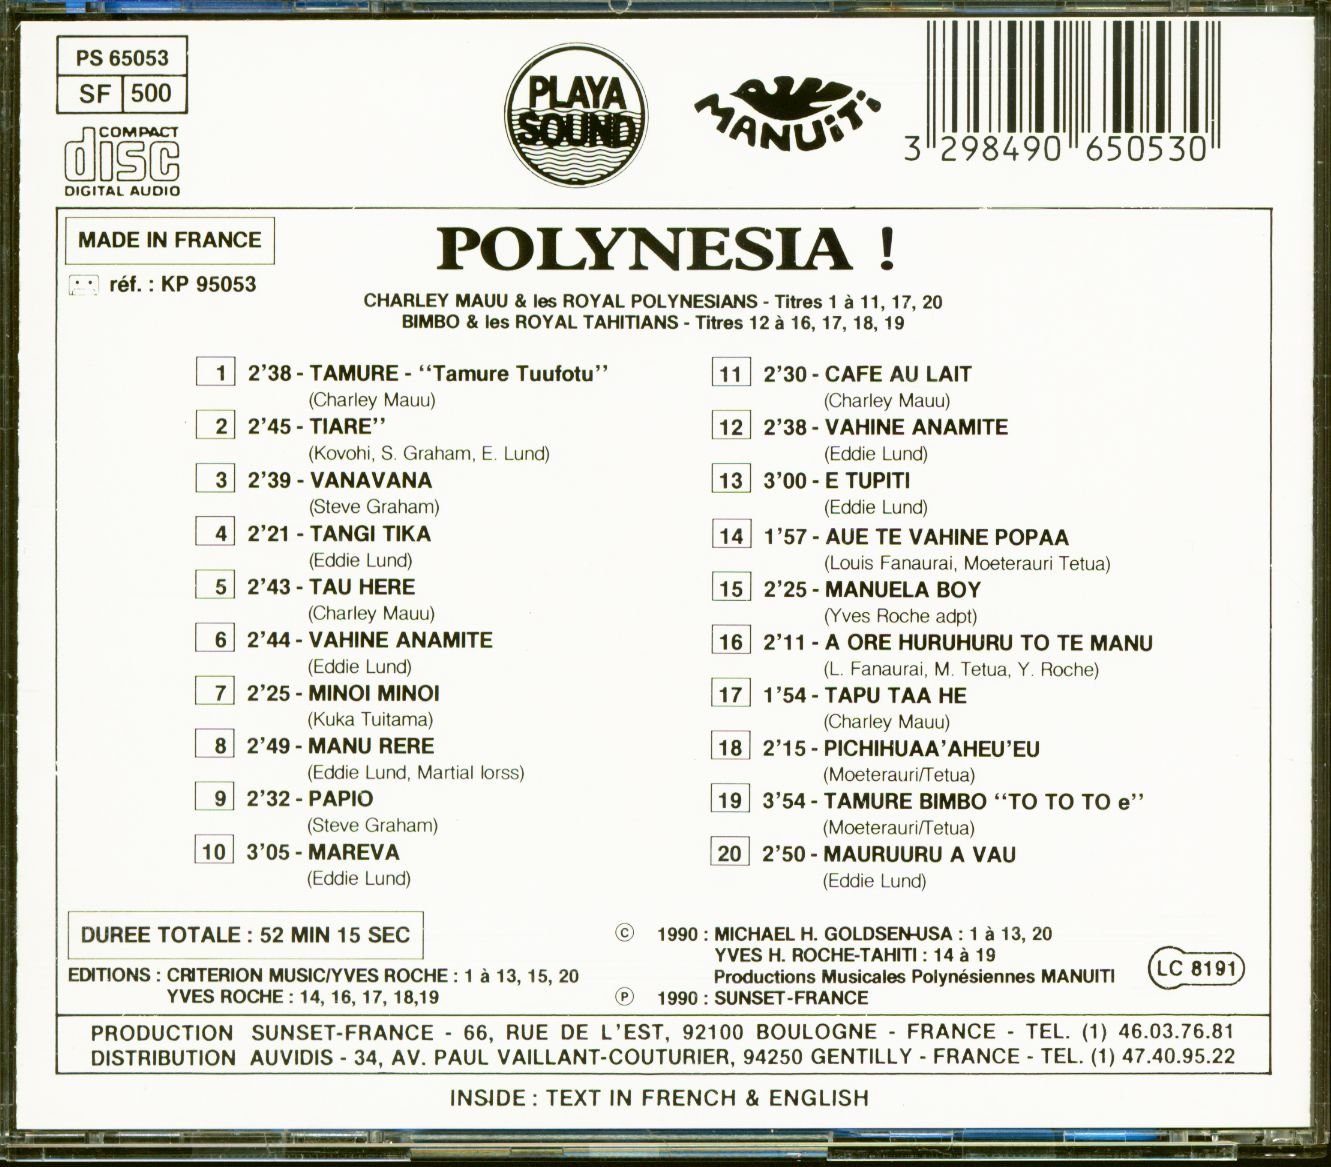 PS 65053
SF 500
COMPACT
disc
DIGITAL AUDIO
PLAYA
SOUND
MANUiTi
3 298490 650530
MADE IN FRANCE
réf. : KP 95053
POLYNESIA !
CHARLEY MAUU & les ROYAL POLYNESIANS - Titres 1 à 11, 17, 20
BIMBO & les ROYAL TAHITIANS - Titres 12 à 16, 17, 18, 19
1 2’38 - TAMURE - “Tamure Tuufotu”
(Charley Mauu)
2 2’45 - TIARE”
(Kovohi, S. Graham, E. Lund)
3 2’39 - VANAVANA
(Steve Graham)
4 2’21 - TANGI TIKA
(Eddie Lund)
5 2’43 - TAU HERE
(Charley Mauu)
6 2’44 - VAHINE ANAMITE
(Eddie Lund)
7 2’25 - MINOI MINOI
(Kuka Tuitama)
8 2’49 - MANU RERE
(Eddie Lund, Martial Iorss)
9 2’32 - PAPIO
(Steve Graham)
10 3’05 - MAREVA
(Eddie Lund)
11 2’30 - CAFE AU LAIT
(Charley Mauu)
12 2’38 - VAHINE ANAMITE
(Eddie Lund)
13 3’00 - E TUPITI
(Eddie Lund)
14 1’57 - AUE TE VAHINE POPAA
(Louis Fanaurai, Moeterauri Tetua)
15 2’25 - MANUELA BOY
(Yves Roche adpt)
16 2’11 - A ORE HURUHURU TO TE MANU
(L. Fanaurai, M. Tetua, Y. Roche)
17 1’54 - TAPU TAA HE
(Charley Mauu)
18 2’15 - PICHIHUAA’AHEU’EU
(Moeterauri/Tetua)
19 3’54 - TAMURE BIMBO “TO TO TO e”
(Moeterauri/Tetua)
20 2’50 - MAURUURU A VAU
(Eddie Lund)
DUREE TOTALE : 52 MIN 15 SEC
EDITIONS : CRITERION MUSIC/YVES ROCHE : 1 à 13, 15, 20
YVES ROCHE : 14, 16, 17, 18,19
© 1990 : MICHAEL H. GOLDSEN-USA : 1 à 13, 20
YVES H. ROCHE-TAHITI : 14 à 19
Productions Musicales Polynésiennes MANUITI
℗ 1990 : SUNSET-FRANCE
LC 8191
PRODUCTION SUNSET-FRANCE - 66, RUE DE L’EST, 92100 BOULOGNE - FRANCE - TEL. (1) 46.03.76.81
DISTRIBUTION AUVIDIS - 34, AV. PAUL VAILLANT-COUTURIER, 94250 GENTILLY - FRANCE - TEL. (1) 47.40.95.22
INSIDE : TEXT IN FRENCH & ENGLISH